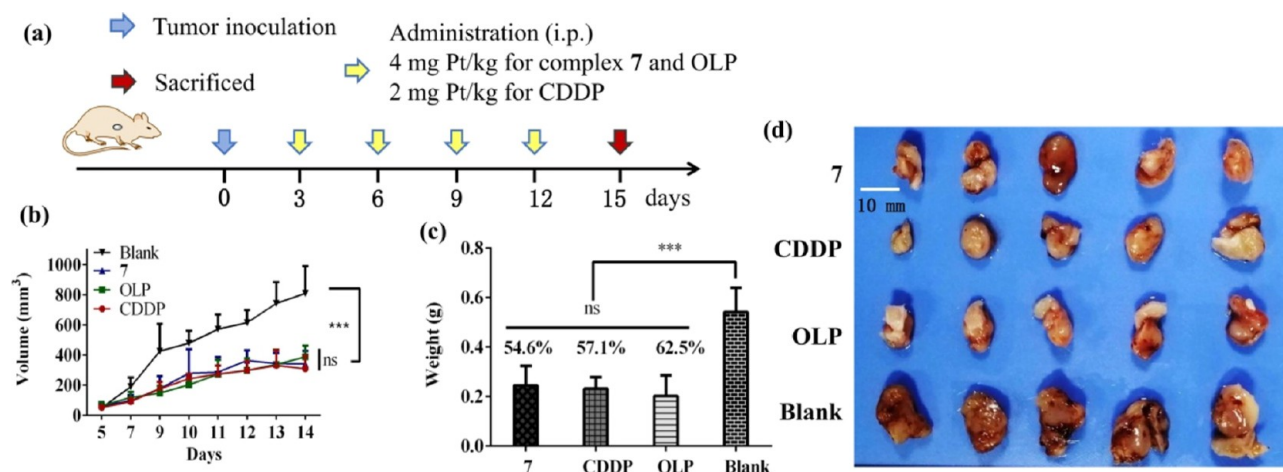 (a)
Tumor inoculation
Sacrificed
Administration (i.p.)
4 mg Pt/kg for complex 7 and OLP
2 mg Pt/kg for CDDP
0 3 6 9 12 15 days
(b)
Blank
7
OLP
CDDP
Volume (mm³)
1000
800
600
400
200
0
***
ns
5 7 9 10 11 12 13 14
Days
(c)
Weight (g)
0.8
0.6
0.4
0.2
0.0
***
ns
54.6% 57.1% 62.5%
7 CDDP OLP Blank
(d)
7
10 mm
CDDP
OLP
Blank